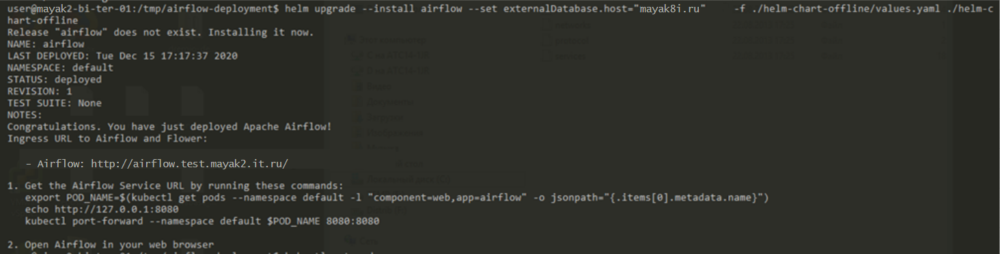 user@mayak2-bi-ter-01:/tmp/airflow-deployment$ helm upgrade --install airflow --set externalDatabase.host="mayak8i.ru"    -f ./helm-chart-offline/values.yaml ./helm-c
hart-offline
Release "airflow" does not exist. Installing it now.
NAME: airflow
LAST DEPLOYED: Tue Dec 15 17:17:37 2020
NAMESPACE: default
STATUS: deployed
REVISION: 1
TEST SUITE: None
NOTES:
Congratulations. You have just deployed Apache Airflow!
Ingress URL to Airflow and Flower:
- Airflow: http://airflow.test.mayak2.it.ru/
1. Get the Airflow Service URL by running these commands:
export POD_NAME=$(kubectl get pods --namespace default -l "component=web,app=airflow" -o jsonpath="{.items[0].metadata.name}")
echo http://127.0.0.1:8080
kubectl port-forward --namespace default $POD_NAME 8080:8080
2. Open Airflow in your web browser